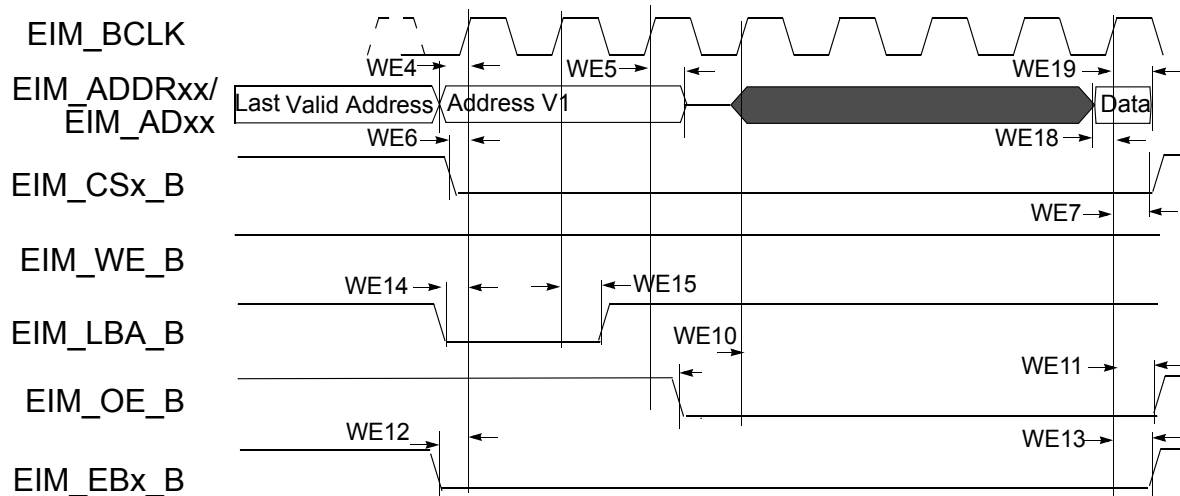 EIM_BCLK
WE4
WE5
WE19
EIM_ADDRxx/
EIM_ADxx
Last Valid Address
Address V1
Data
WE6
WE18
EIM_CSx_B
WE7
EIM_WE_B
WE14
WE15
EIM_LBA_B
WE10
WE11
EIM_OE_B
WE12
WE13
EIM_EBx_B